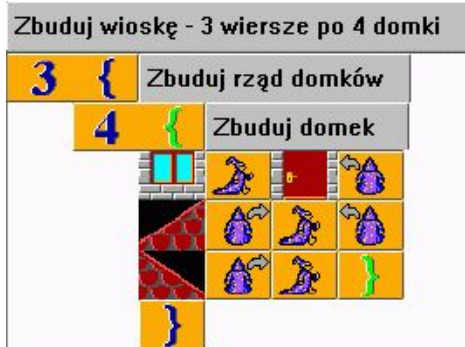 Zbuduj wioskę - 3 wiersze po 4 domki
3 { Zbuduj rząd domków
4 { Zbuduj domek
}
}